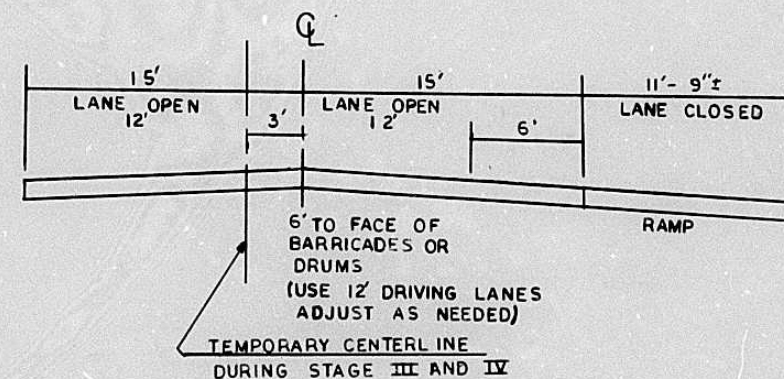 ℄
15' 15' 11'- 9"±
LANE OPEN LANE OPEN LANE CLOSED
12' 3' 12' 6'
RAMP
6' TO FACE OF
BARRICADES OR
DRUMS
(USE 12' DRIVING LANES
ADJUST AS NEEDED)
TEMPORARY CENTERLINE
DURING STAGE III AND IV